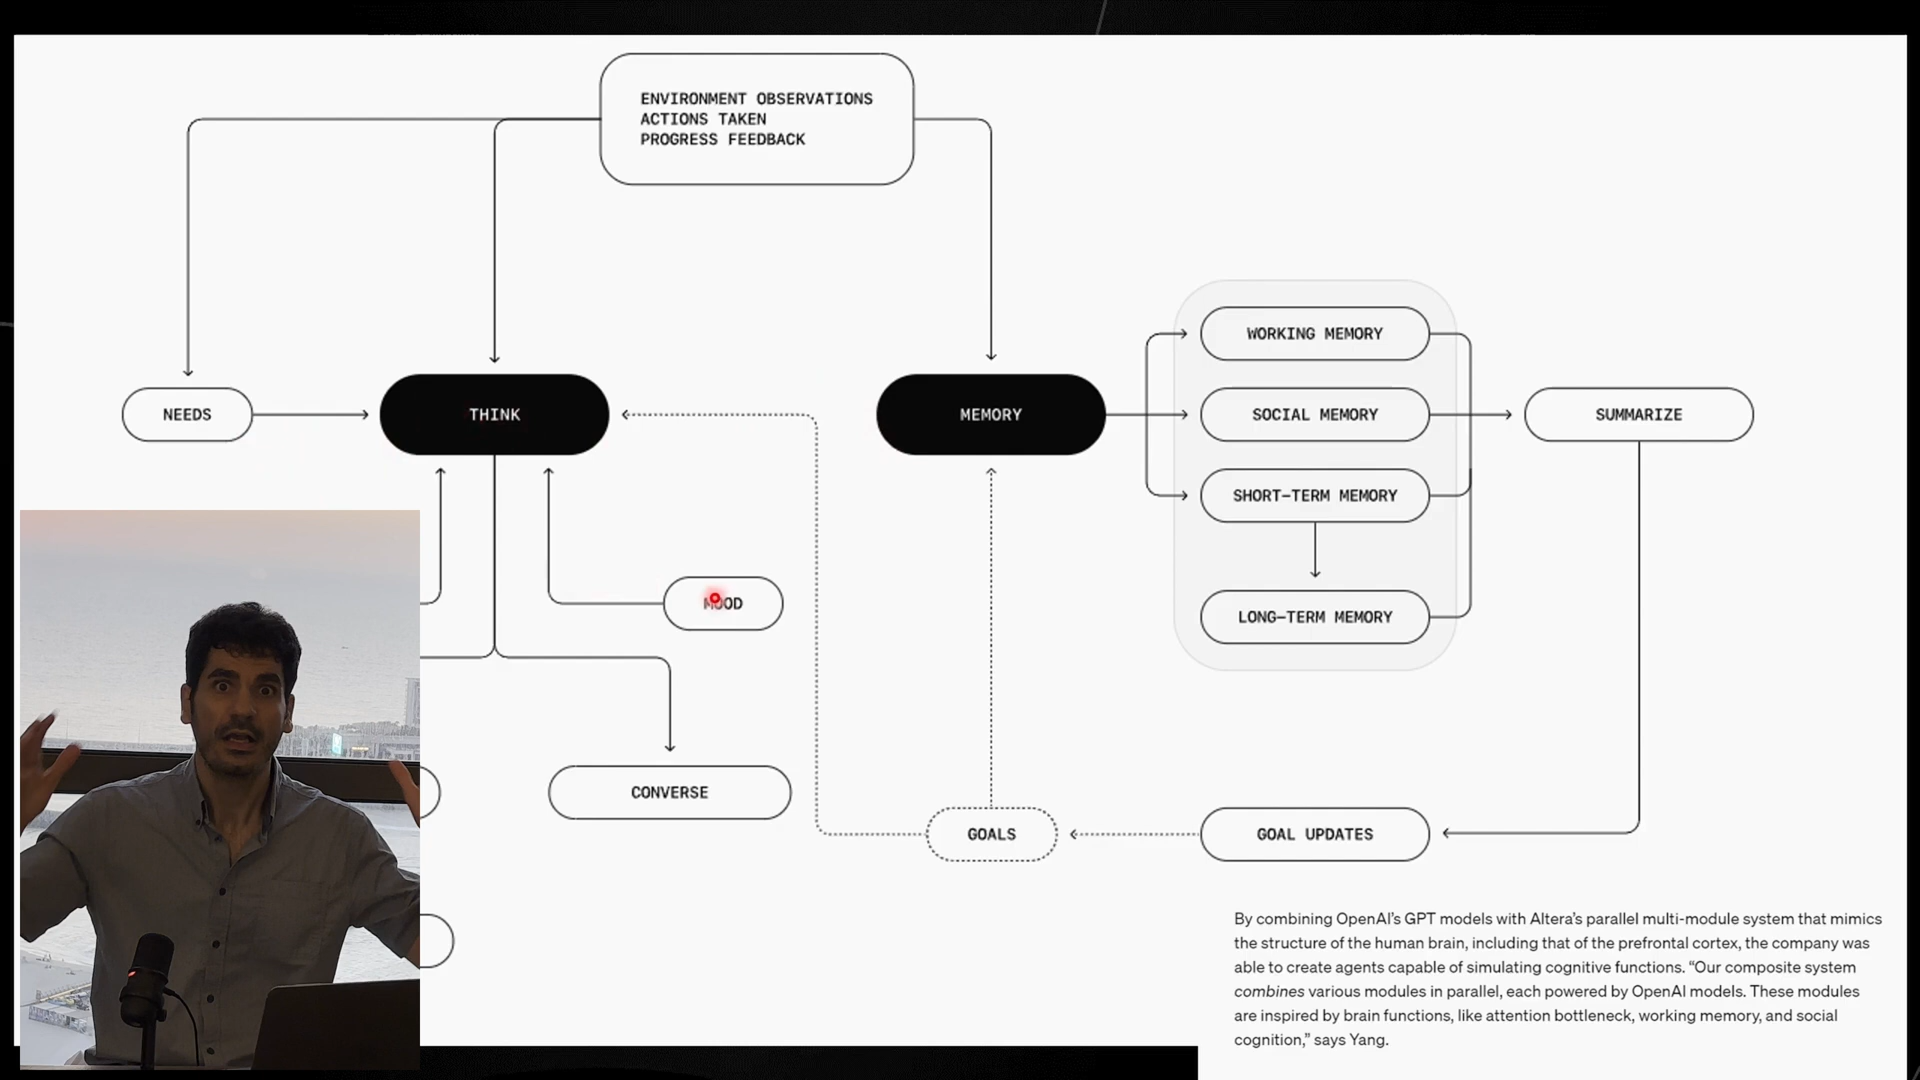 ENVIRONMENT OBSERVATIONS
ACTIONS TAKEN
PROGRESS FEEDBACK
WORKING MEMORY
NEEDS
THINK
MEMORY
SOCIAL MEMORY
SUMMARIZE
SHORT-TERM MEMORY
MOOD
LONG-TERM MEMORY
CONVERSE
GOALS
GOAL UPDATES
By combining OpenAI’s GPT models with Altera’s parallel multi-module system that mimics
the structure of the human brain, including that of the prefrontal cortex, the company was
able to create agents capable of simulating cognitive functions. “Our composite system
combines various modules in parallel, each powered by OpenAI models. These modules
are inspired by brain functions, like attention bottleneck, working memory, and social
cognition,” says Yang.